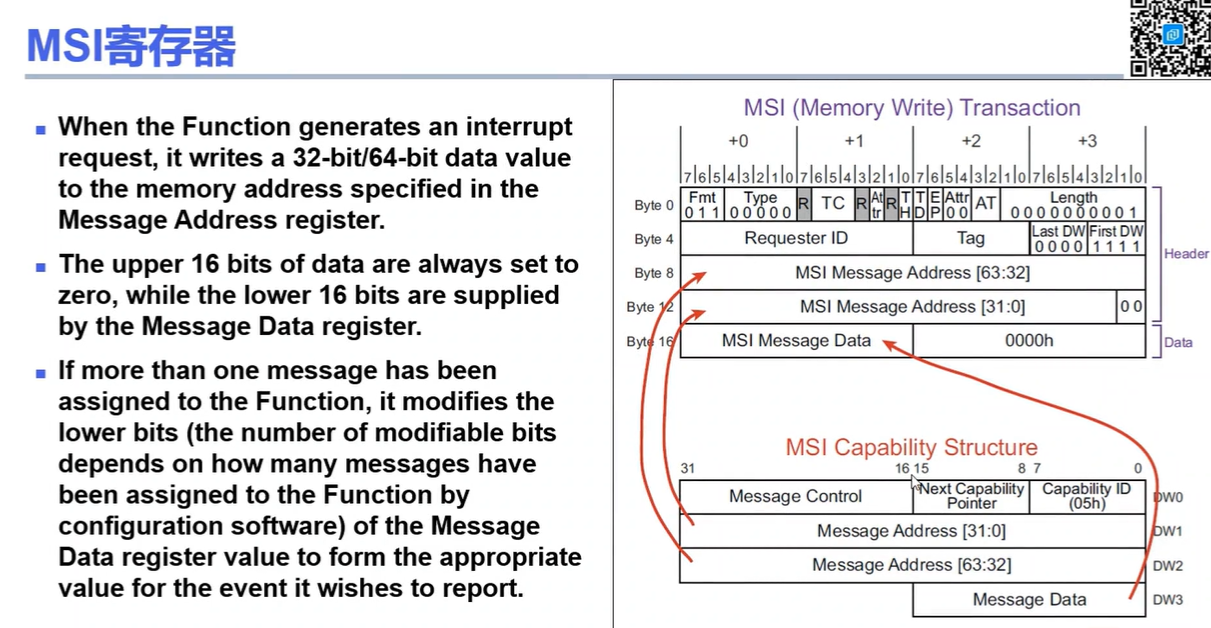 MSI寄存器
When the Function generates an interrupt
request, it writes a 32-bit/64-bit data value
to the memory address specified in the
Message Address register.
The upper 16 bits of data are always set to
zero, while the lower 16 bits are supplied
by the Message Data register.
If more than one message has been
assigned to the Function, it modifies the
lower bits (the number of modifiable bits
depends on how many messages have
been assigned to the Function by
configuration software) of the Message
Data register value to form the appropriate
value for the event it wishes to report.
MSI (Memory Write) Transaction
+0 +1 +2 +3
7 6 5 4 3 2 1 0 7 6 5 4 3 2 1 0 7 6 5 4 3 2 1 0 7 6 5 4 3 2 1 0
Byte 0 Fmt 0 1 1 Type 0 0 0 0 0 R TC R At tr R T H T D E P Attr 0 0 AT Length 0 0 0 0 0 0 0 0 0 1
Byte 4 Requester ID Tag Last DW 0 0 0 0 First DW 1 1 1 1
Header
Byte 8 MSI Message Address [63:32]
Byte 12 MSI Message Address [31:0] 0 0
Byte 16 MSI Message Data 0000h Data
MSI Capability Structure
31 16 15 8 7 0
Message Control Next Capability Pointer Capability ID (05h) DW0
Message Address [31:0] DW1
Message Address [63:32] DW2
Message Data DW3